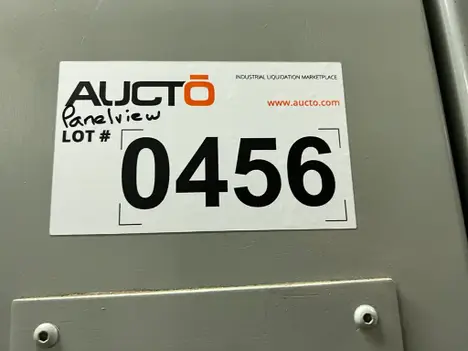 AUCTŌ
INDUSTRIAL LIQUIDATION MARKETPLACE
www.aucto.com
Panelview
LOT #
0456